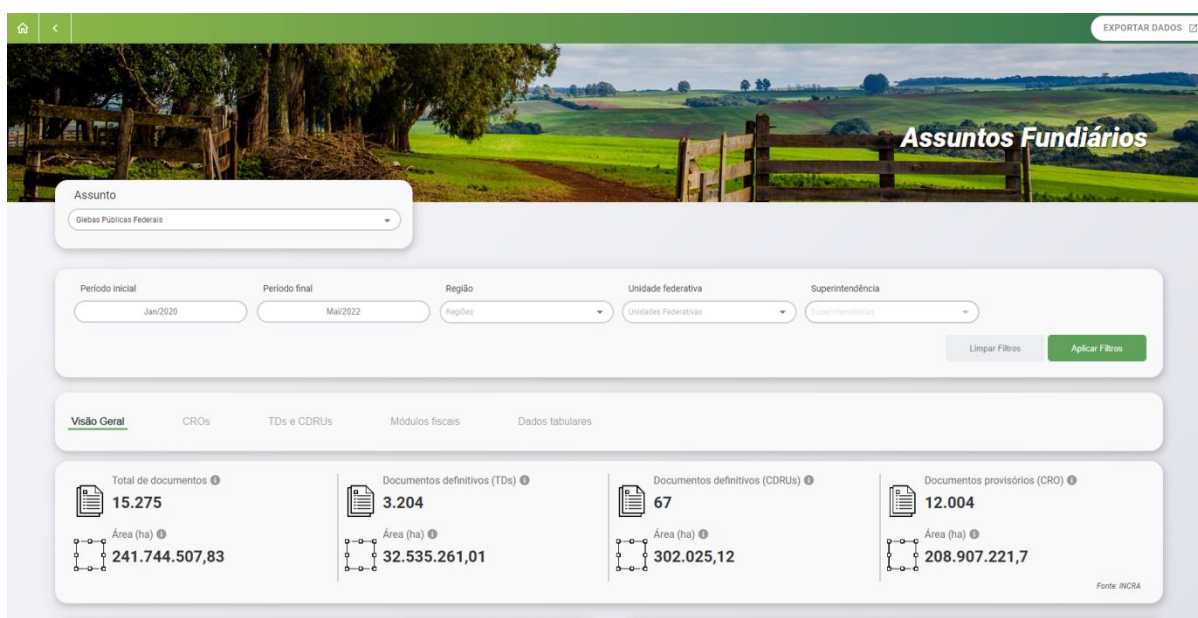 EXPORTAR DADOS
Assuntos Fundiários
Assunto
Glebas Públicas Federais
Período inicial Período final Região Unidade federativa Superintendência
Jan/2020 Mai/2022 Regiões Unidades Federativas Superintendências
Limpar Filtros Aplicar Filtros
Visão Geral CROs TDs e CDRUs Módulos fiscais Dados tabulares
Total de documentos Documentos definitivos (TDs) Documentos definitivos (CDRUs) Documentos provisórios (CRO)
15.275 3.204 67 12.004
Área (ha) Área (ha) Área (ha) Área (ha)
241.744.507,83 32.535.261,01 302.025,12 208.907.221,7
Fonte: INCRA